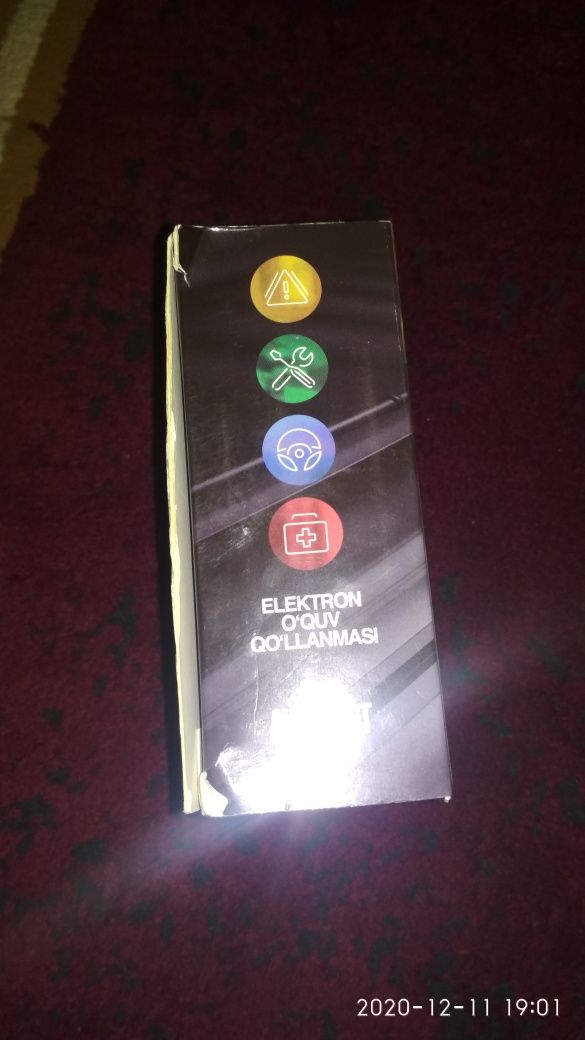 ELEKTRON
O‘QUV
QO‘LLANMASI
2020-12-11 19:01